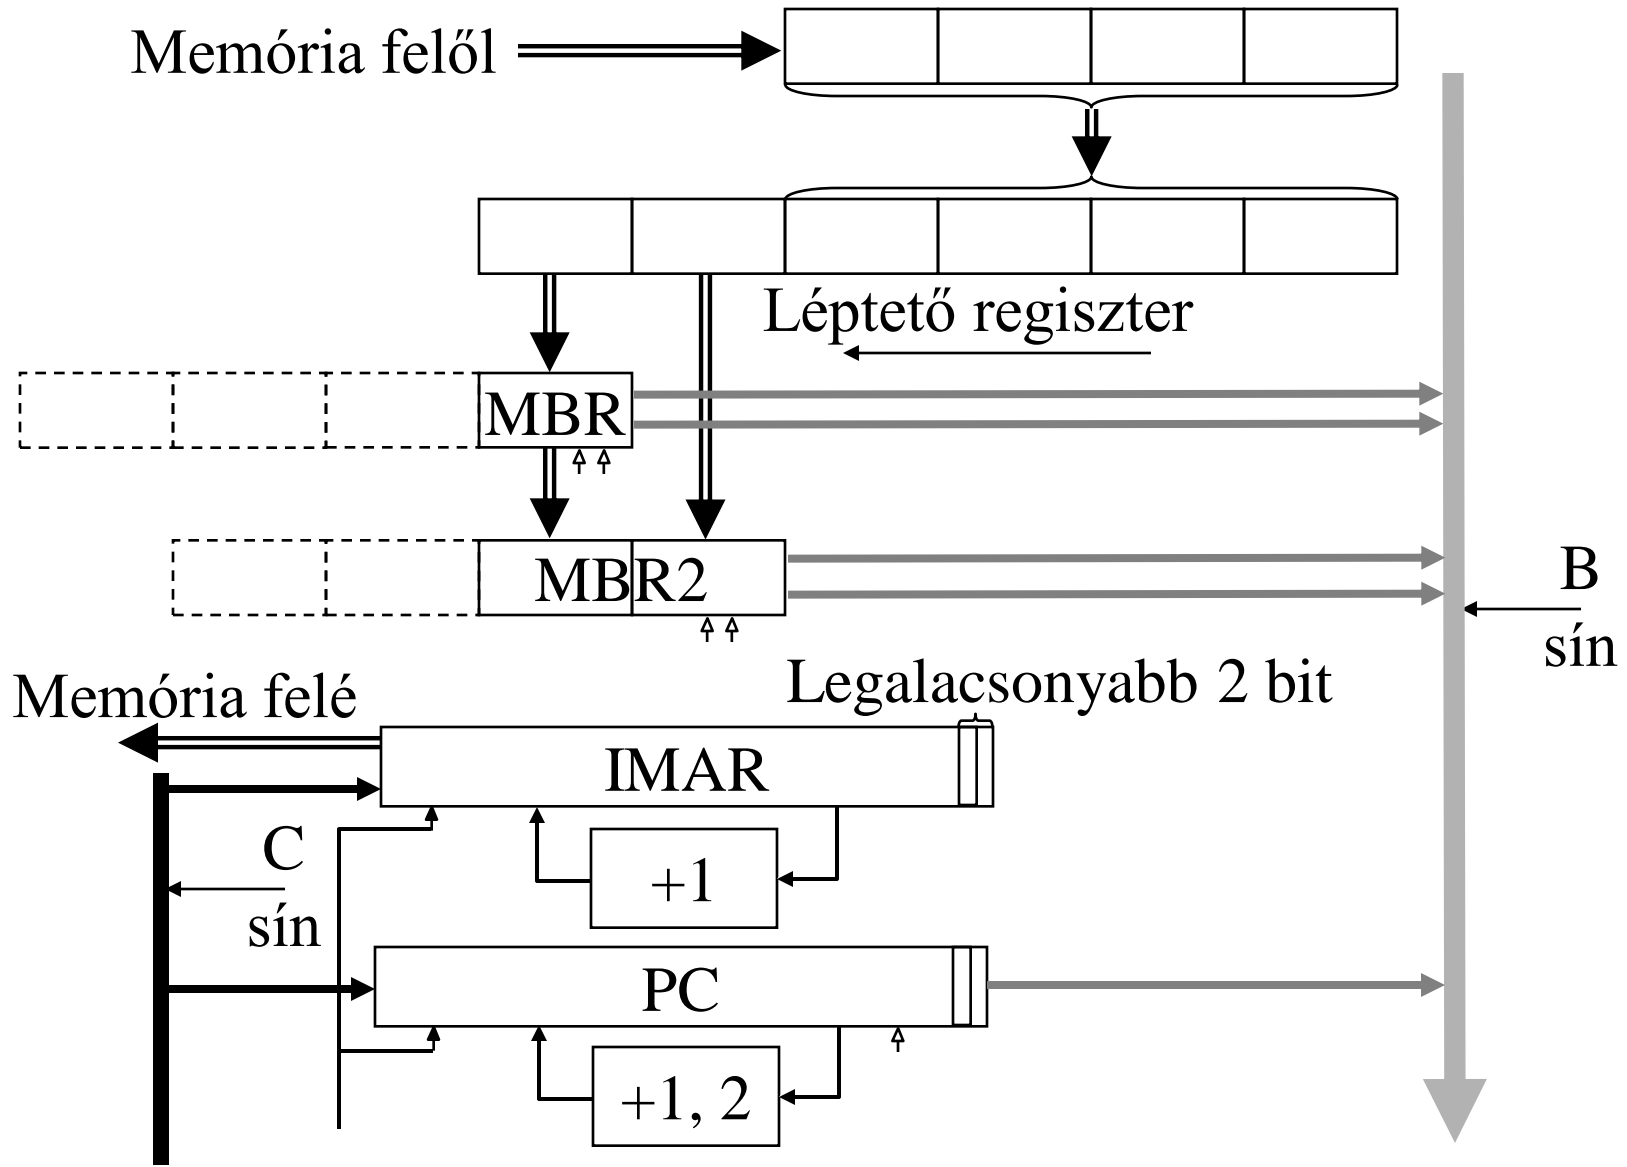 Memória felől
Léptető regiszter
MBR
MBR2
B
sín
Legalacsonyabb 2 bit
Memória felé
IMAR
C
sín
+1
PC
+1, 2